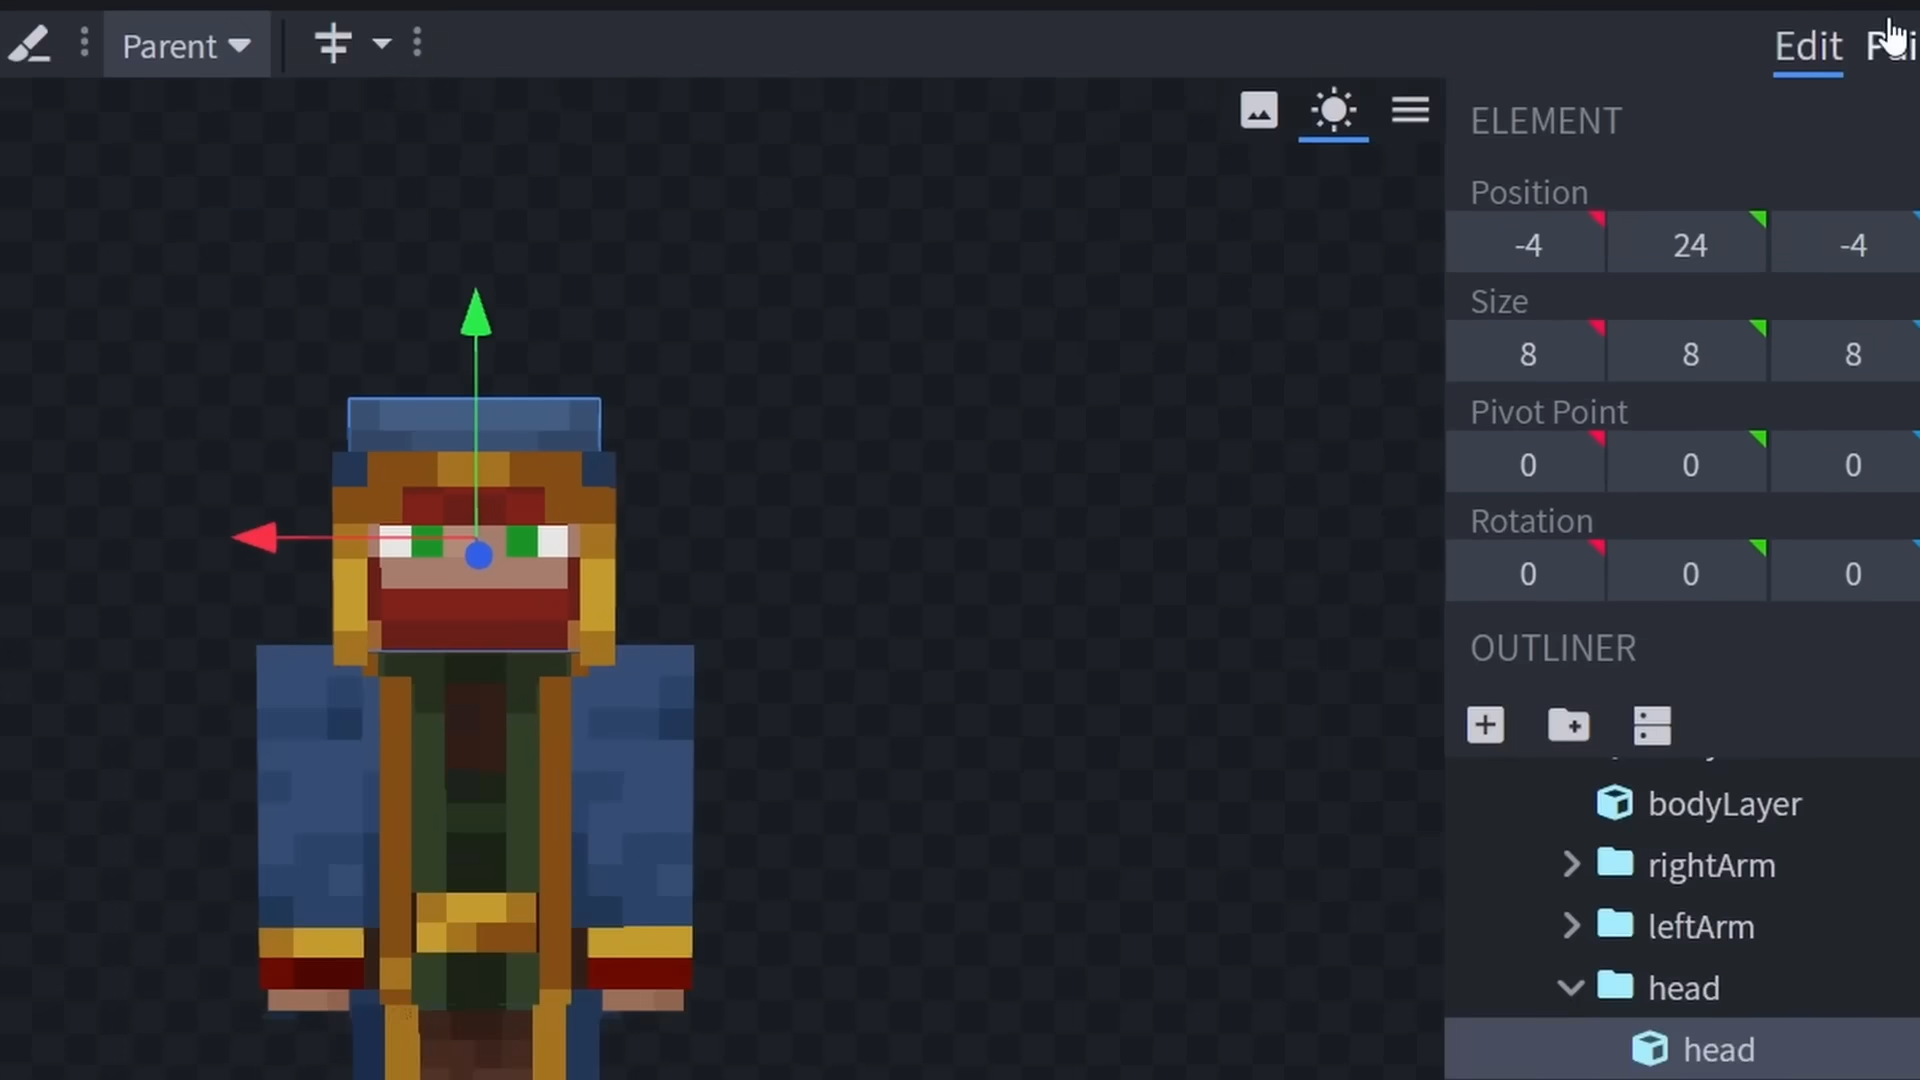 Parent
Edit
ELEMENT
Position
-4 24 -4
Size
8 8 8
Pivot Point
0 0 0
Rotation
0 0 0
OUTLINER
bodyLayer
rightArm
leftArm
head
head